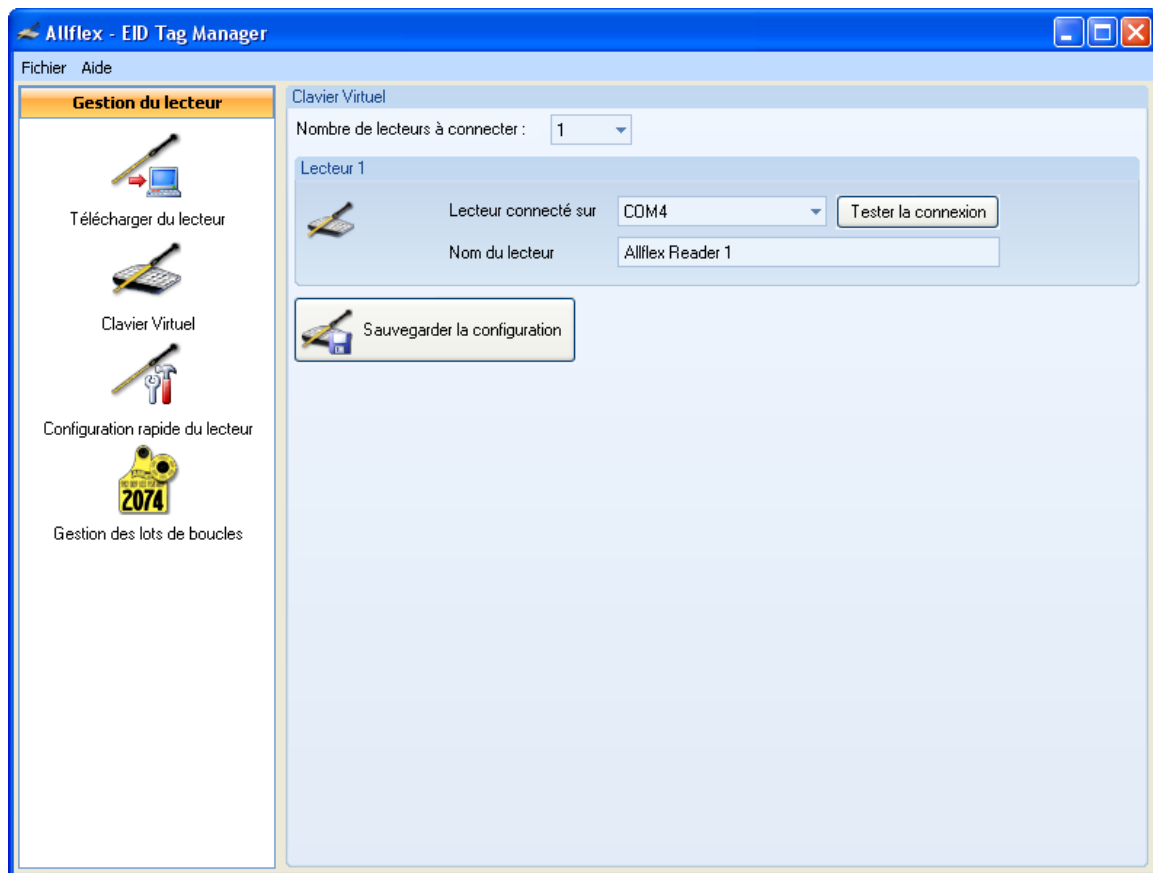 Allflex - EID Tag Manager
Fichier Aide
Gestion du lecteur
Télécharger du lecteur
Clavier Virtuel
Configuration rapide du lecteur
2074
Gestion des lots de boucles
Clavier Virtuel
Nombre de lecteurs à connecter : 1
Lecteur 1
Lecteur connecté sur COM4 Tester la connexion
Nom du lecteur Allflex Reader 1
Sauvegarder la configuration